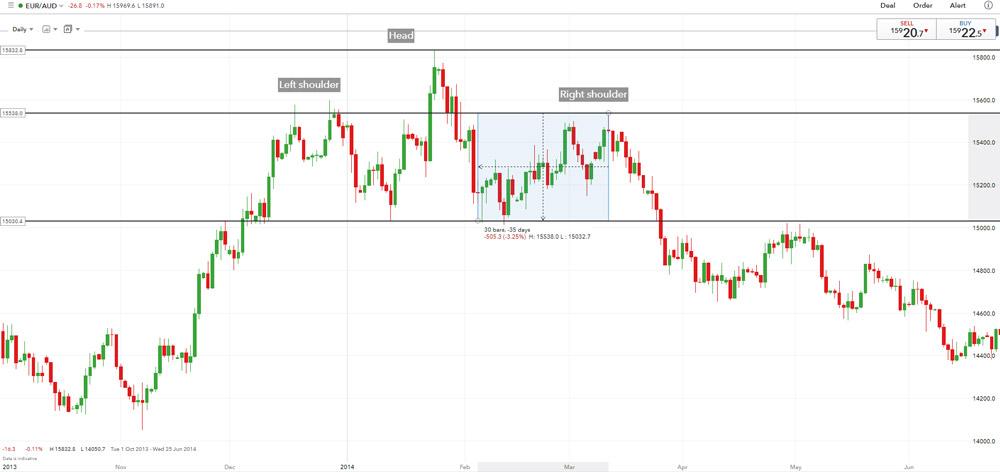 EUR/AUD -26.8 -0.17% H 15969.6 L 15891.0
Deal Order Alert
Daily
SELL
15920.7
BUY
15922.5
Head
15832.8
15800.0
Left shoulder
Right shoulder
15600.0
15538.0
15400.0
15200.0
15030.4
15000.0
30 bars, -35 days
-505.3 (-3.25%) H: 15538.0 L: 15032.7
14800.0
14600.0
14400.0
14200.0
14000.0
-16.3 -0.11% H 15832.8 L 14050.7 Tue 1 Oct 2013 - Wed 25 Jun 2014
Data is indicative
2013 Nov Dec 2014 Feb Mar Apr May Jun